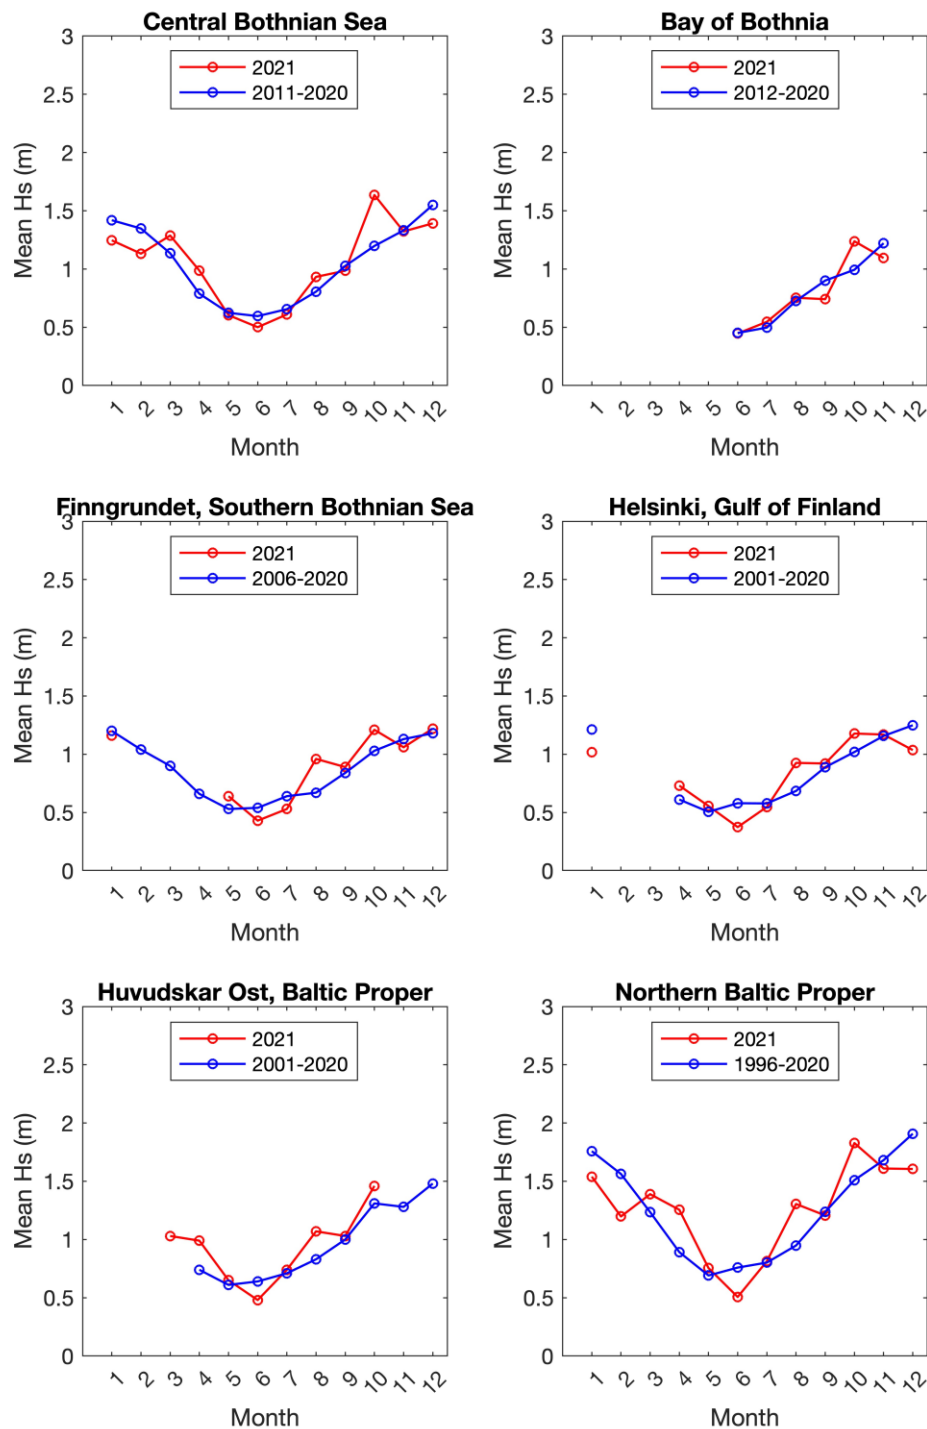 Central Bothnian Sea
3
2.5
2
1.5
1
0.5
0
Mean Hs (m)
2021
2011-2020
1 2 3 4 5 6 7 8 9 10 11 12
Month
Bay of Bothnia
3
2.5
2
1.5
1
0.5
0
Mean Hs (m)
2021
2012-2020
1 2 3 4 5 6 7 8 9 10 11 12
Month
Finngrundet, Southern Bothnian Sea
3
2.5
2
1.5
1
0.5
0
Mean Hs (m)
2021
2006-2020
1 2 3 4 5 6 7 8 9 10 11 12
Month
Helsinki, Gulf of Finland
3
2.5
2
1.5
1
0.5
0
Mean Hs (m)
2021
2001-2020
1 2 3 4 5 6 7 8 9 10 11 12
Month
Huvudskar Ost, Baltic Proper
3
2.5
2
1.5
1
0.5
0
Mean Hs (m)
2021
2001-2020
1 2 3 4 5 6 7 8 9 10 11 12
Month
Northern Baltic Proper
3
2.5
2
1.5
1
0.5
0
Mean Hs (m)
2021
1996-2020
1 2 3 4 5 6 7 8 9 10 11 12
Month